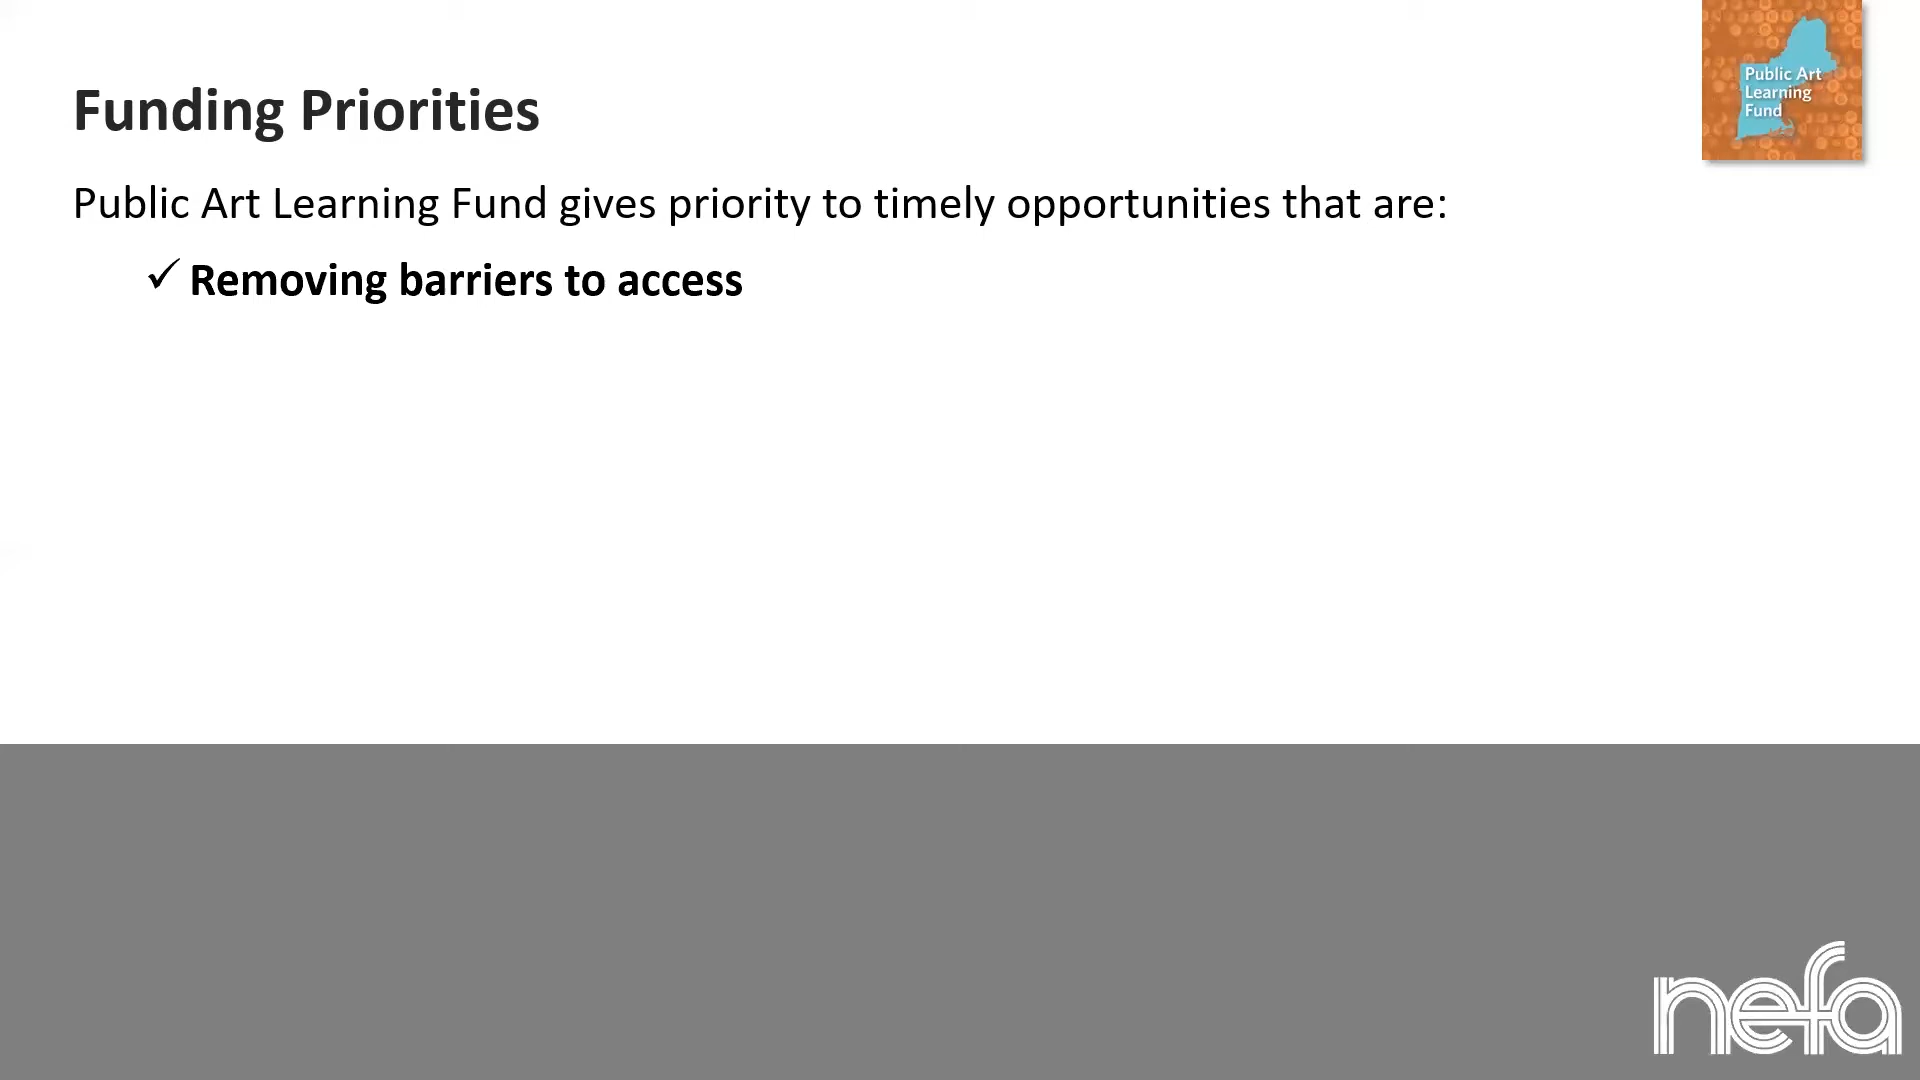 Funding Priorities
Public Art
Learning
Fund
Public Art Learning Fund gives priority to timely opportunities that are:
✓ Removing barriers to access
nefa